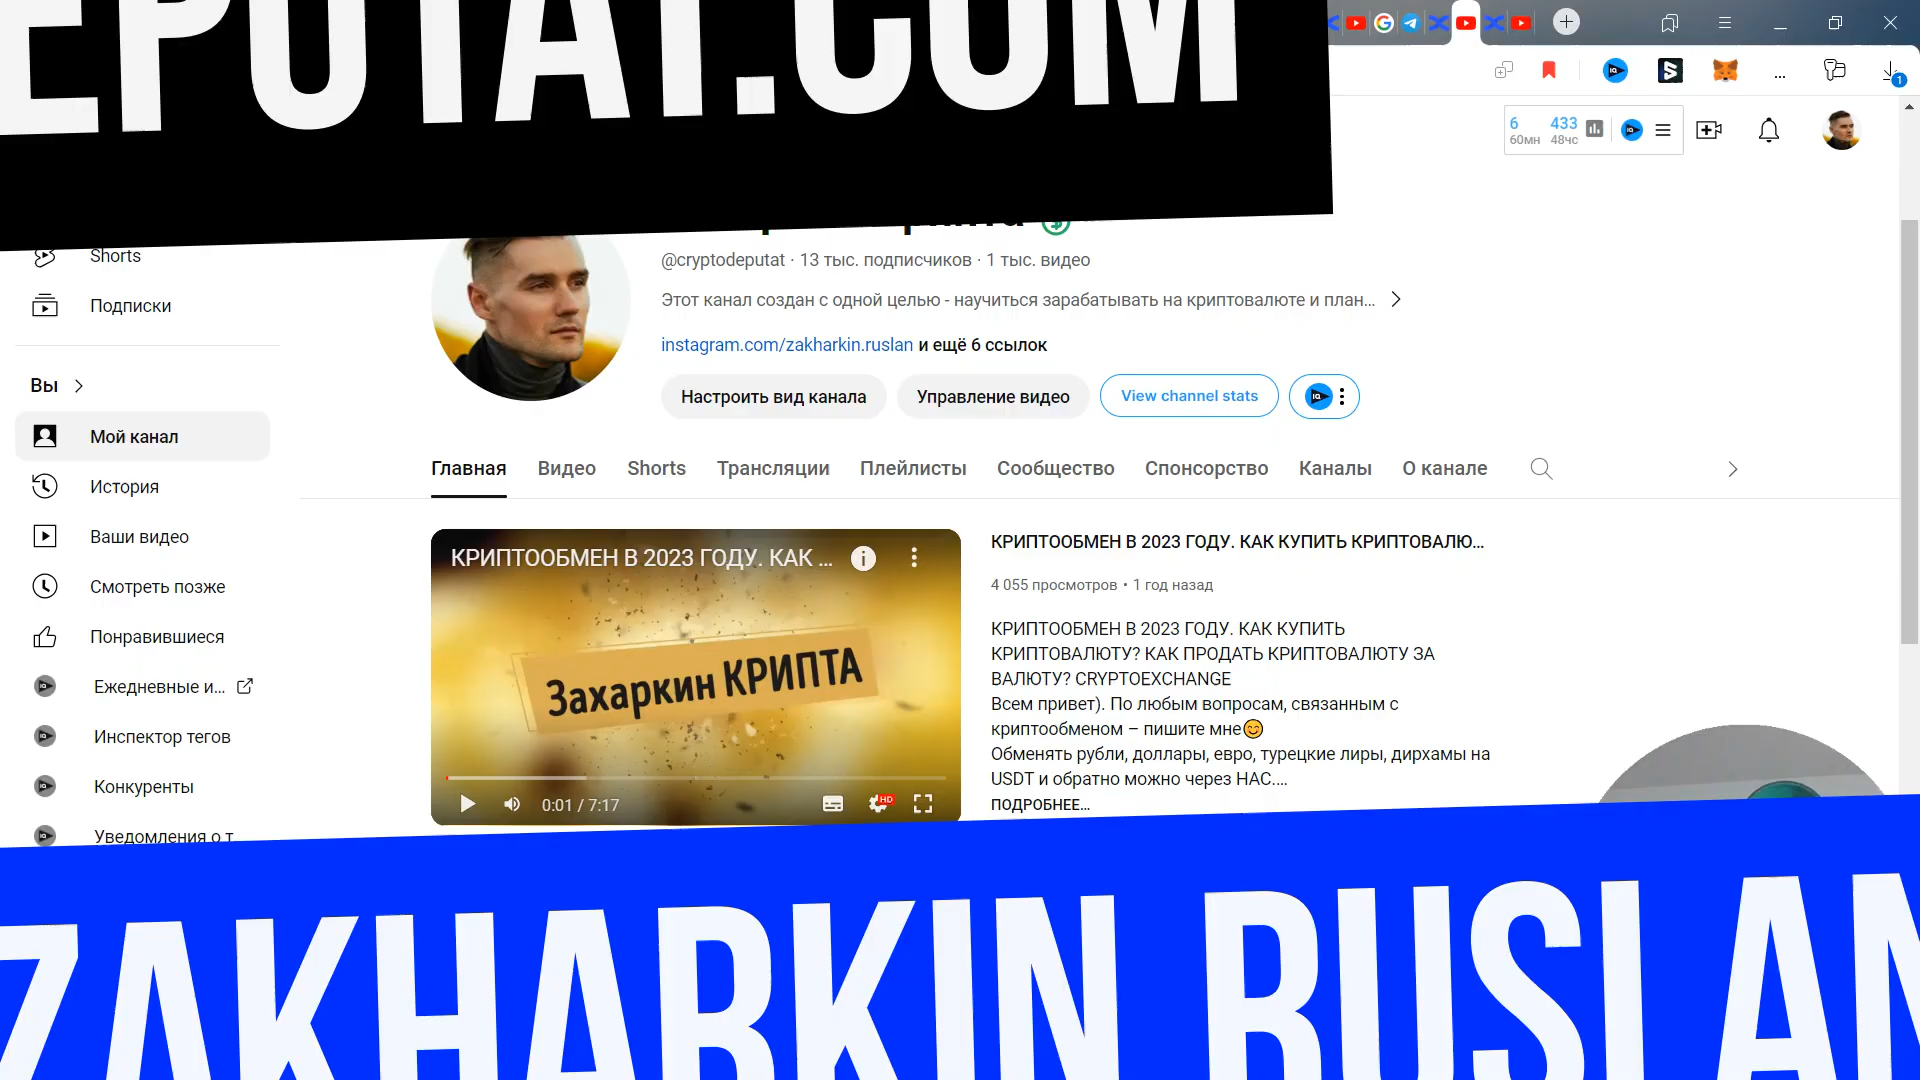 EPUTAT.COM
6
433
60мн
48чс
1
Shorts
Подписки
Вы
Мой канал
История
Ваши видео
Смотреть позже
Понравившиеся
Ежедневные и...
Инспектор тегов
Конкуренты
Уведомления о т
@cryptodeputat · 13 тыс. подписчиков · 1 тыс. видео
Этот канал создан с одной целью - научиться зарабатывать на криптовалюте и план...
instagram.com/zakharkin.ruslan и ещё 6 ссылок
Настроить вид канала
Управление видео
View channel stats
Главная
Видео
Shorts
Трансляции
Плейлисты
Сообщество
Спонсорство
Каналы
О канале
КРИПТООБМЕН В 2023 ГОДУ. КАК ...
Захаркин КРИПТА
0:01 / 7:17
HD
КРИПТООБМЕН В 2023 ГОДУ. КАК КУПИТЬ КРИПТОВАЛЮ...
4 055 просмотров • 1 год назад
КРИПТООБМЕН В 2023 ГОДУ. КАК КУПИТЬ
КРИПТОВАЛЮТУ? КАК ПРОДАТЬ КРИПТОВАЛЮТУ ЗА
ВАЛЮТУ? CRYPTOEXCHANGE
Всем привет). По любым вопросам, связанным с
криптообменом – пишите мне😊
Обменять рубли, доллары, евро, турецкие лиры, дирхамы на
USDT и обратно можно через НАС....
ПОДРОБНЕЕ...
ZAKHARKIN RUSLAN